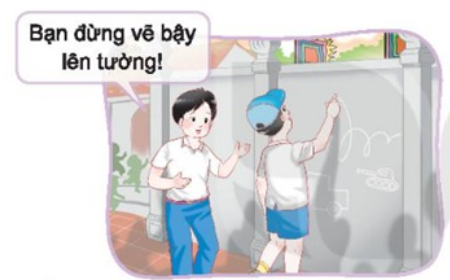 Bạn đừng vẽ bậy
lên tường!